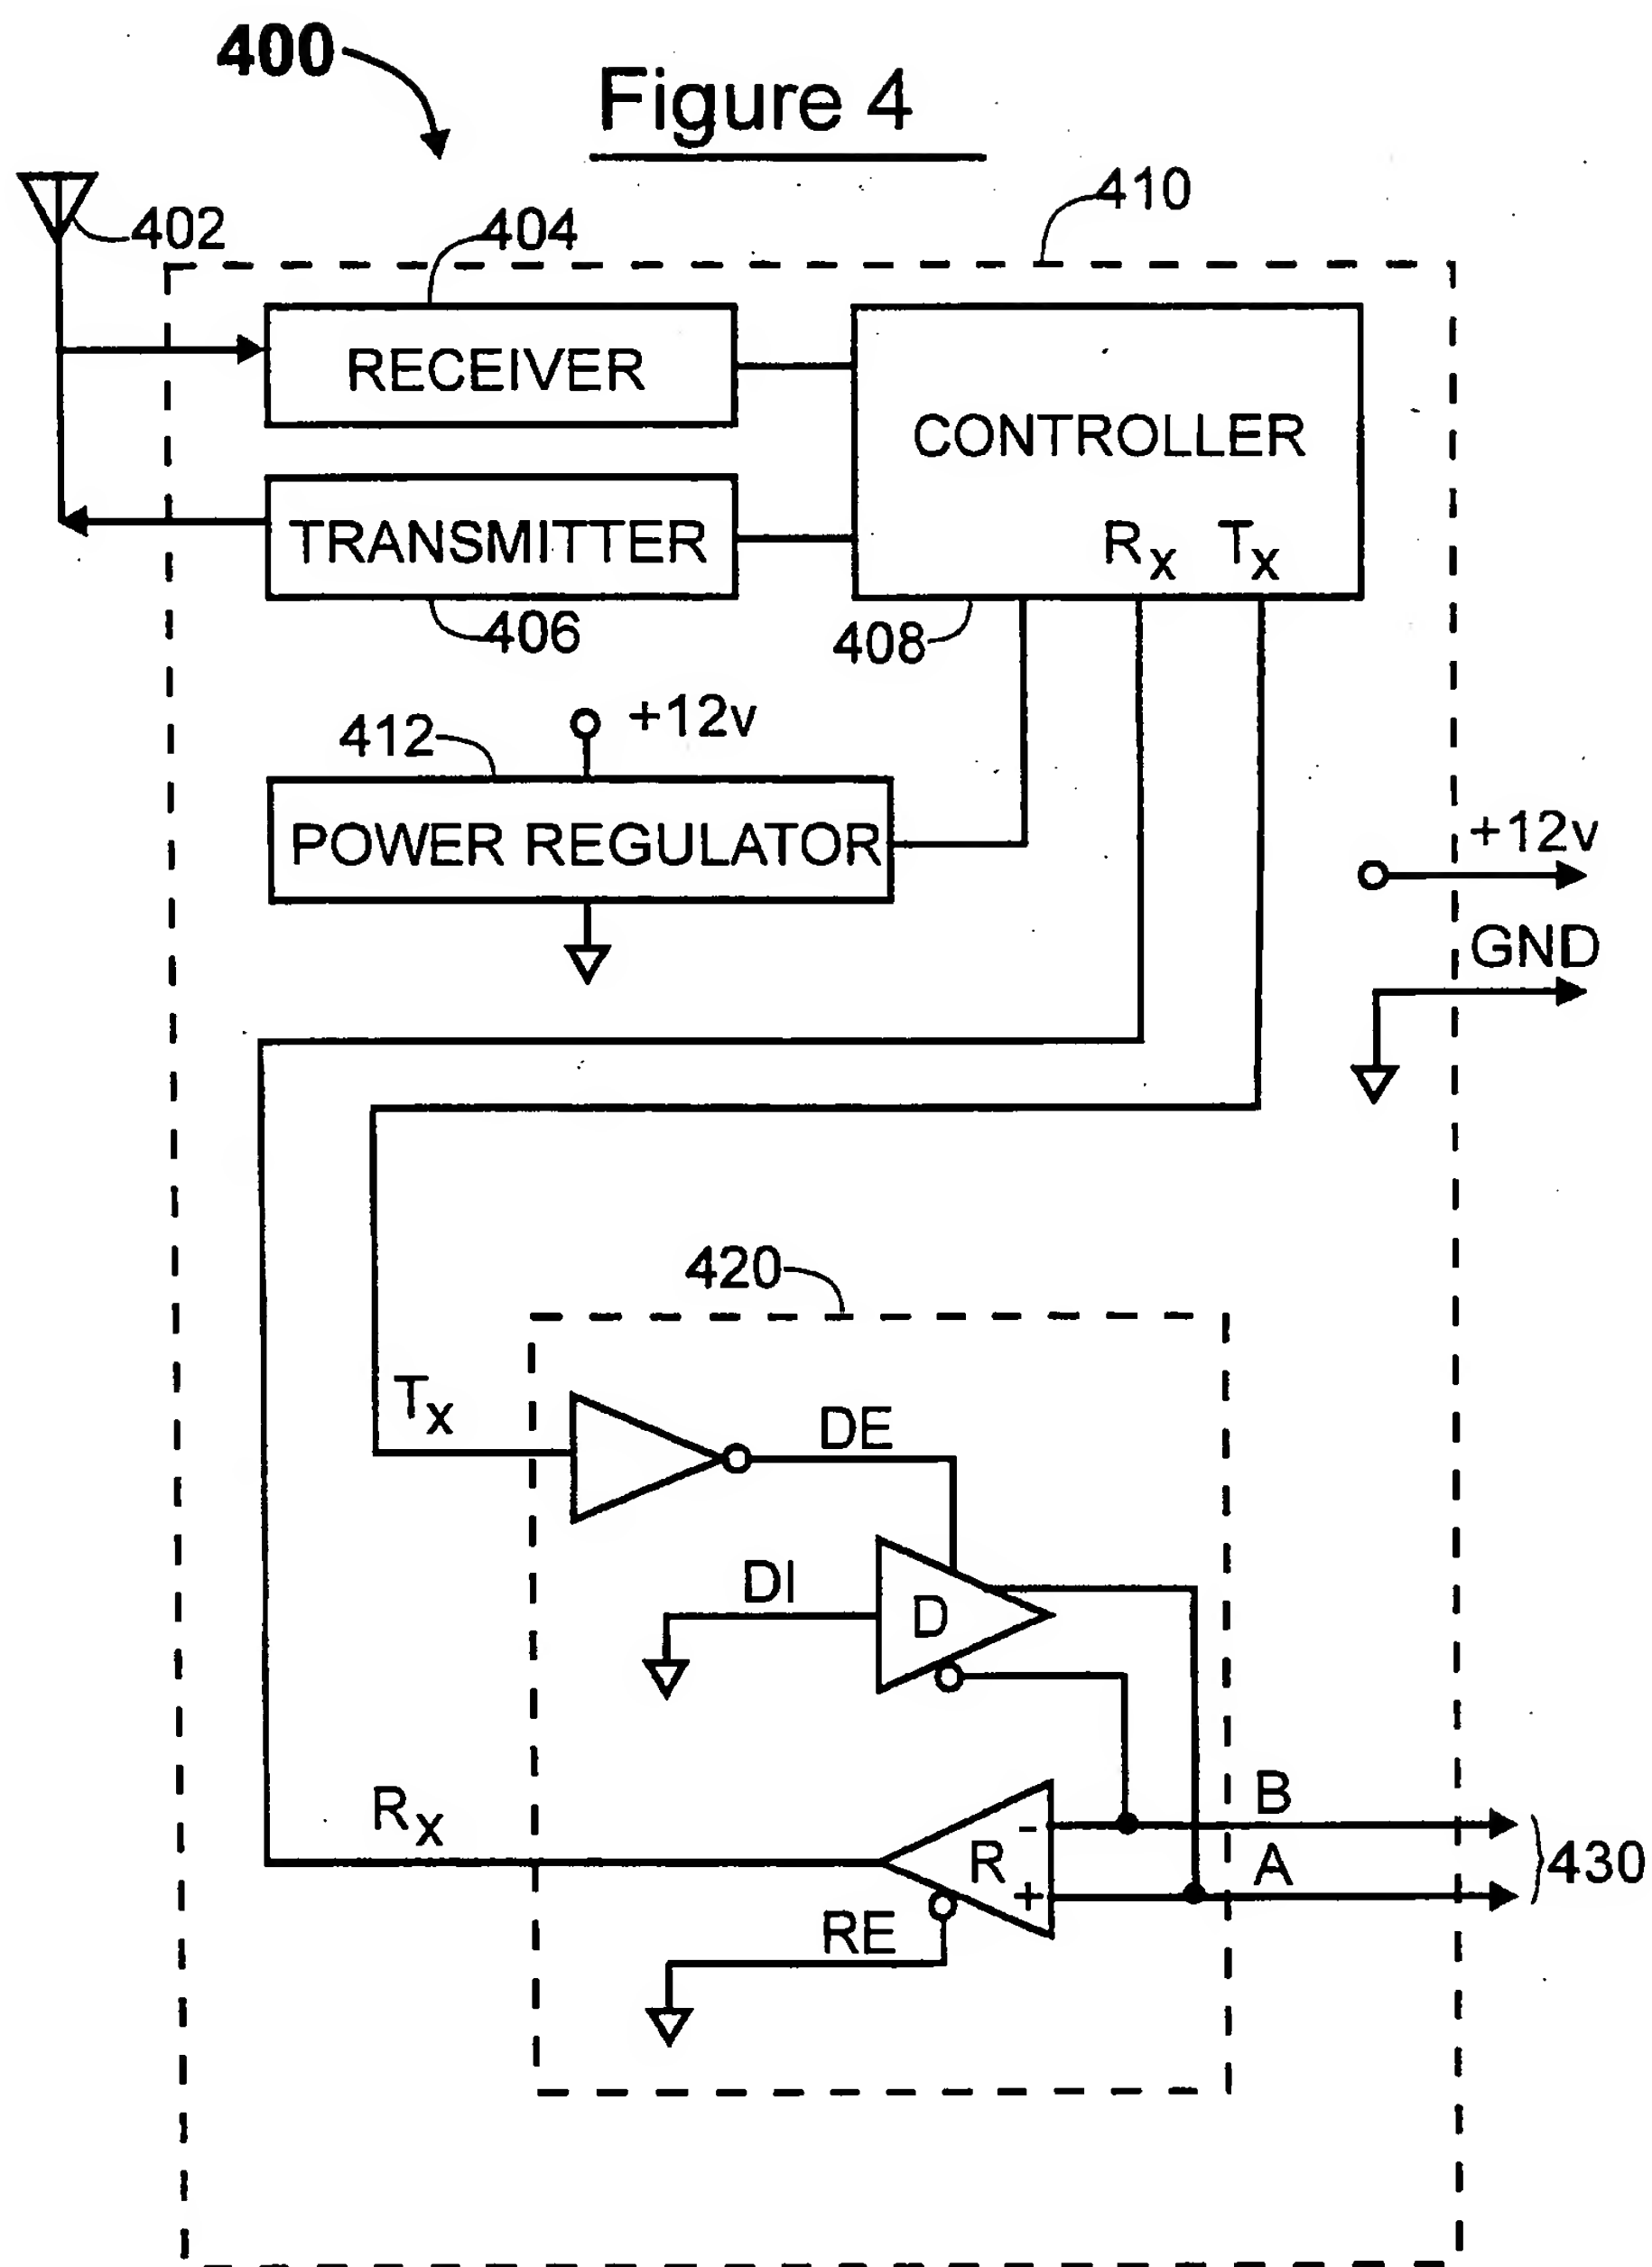 400
Figure 4
410
402
404
RECEIVER
CONTROLLER
TRANSMITTER
Rx Tx
406
408
+12v
412
POWER REGULATOR
+12v
GND
420
Tx
DE
DI
D
B
Rx
-
R
A
430
+
RE